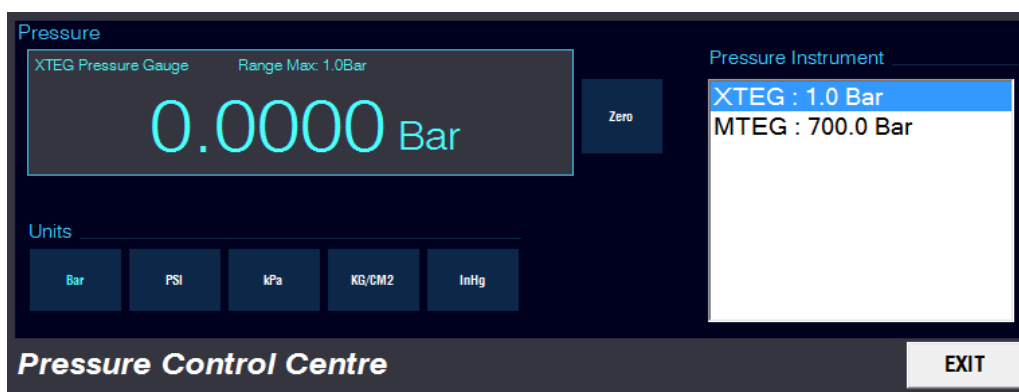 Pressure
XTEG Pressure Gauge Range Max: 1.0Bar
0.0000 Bar
Zero
Units
Bar PSI kPa KG/CM2 InHg
Pressure Instrument
XTEG : 1.0 Bar
MTEG : 700.0 Bar
Pressure Control Centre
EXIT